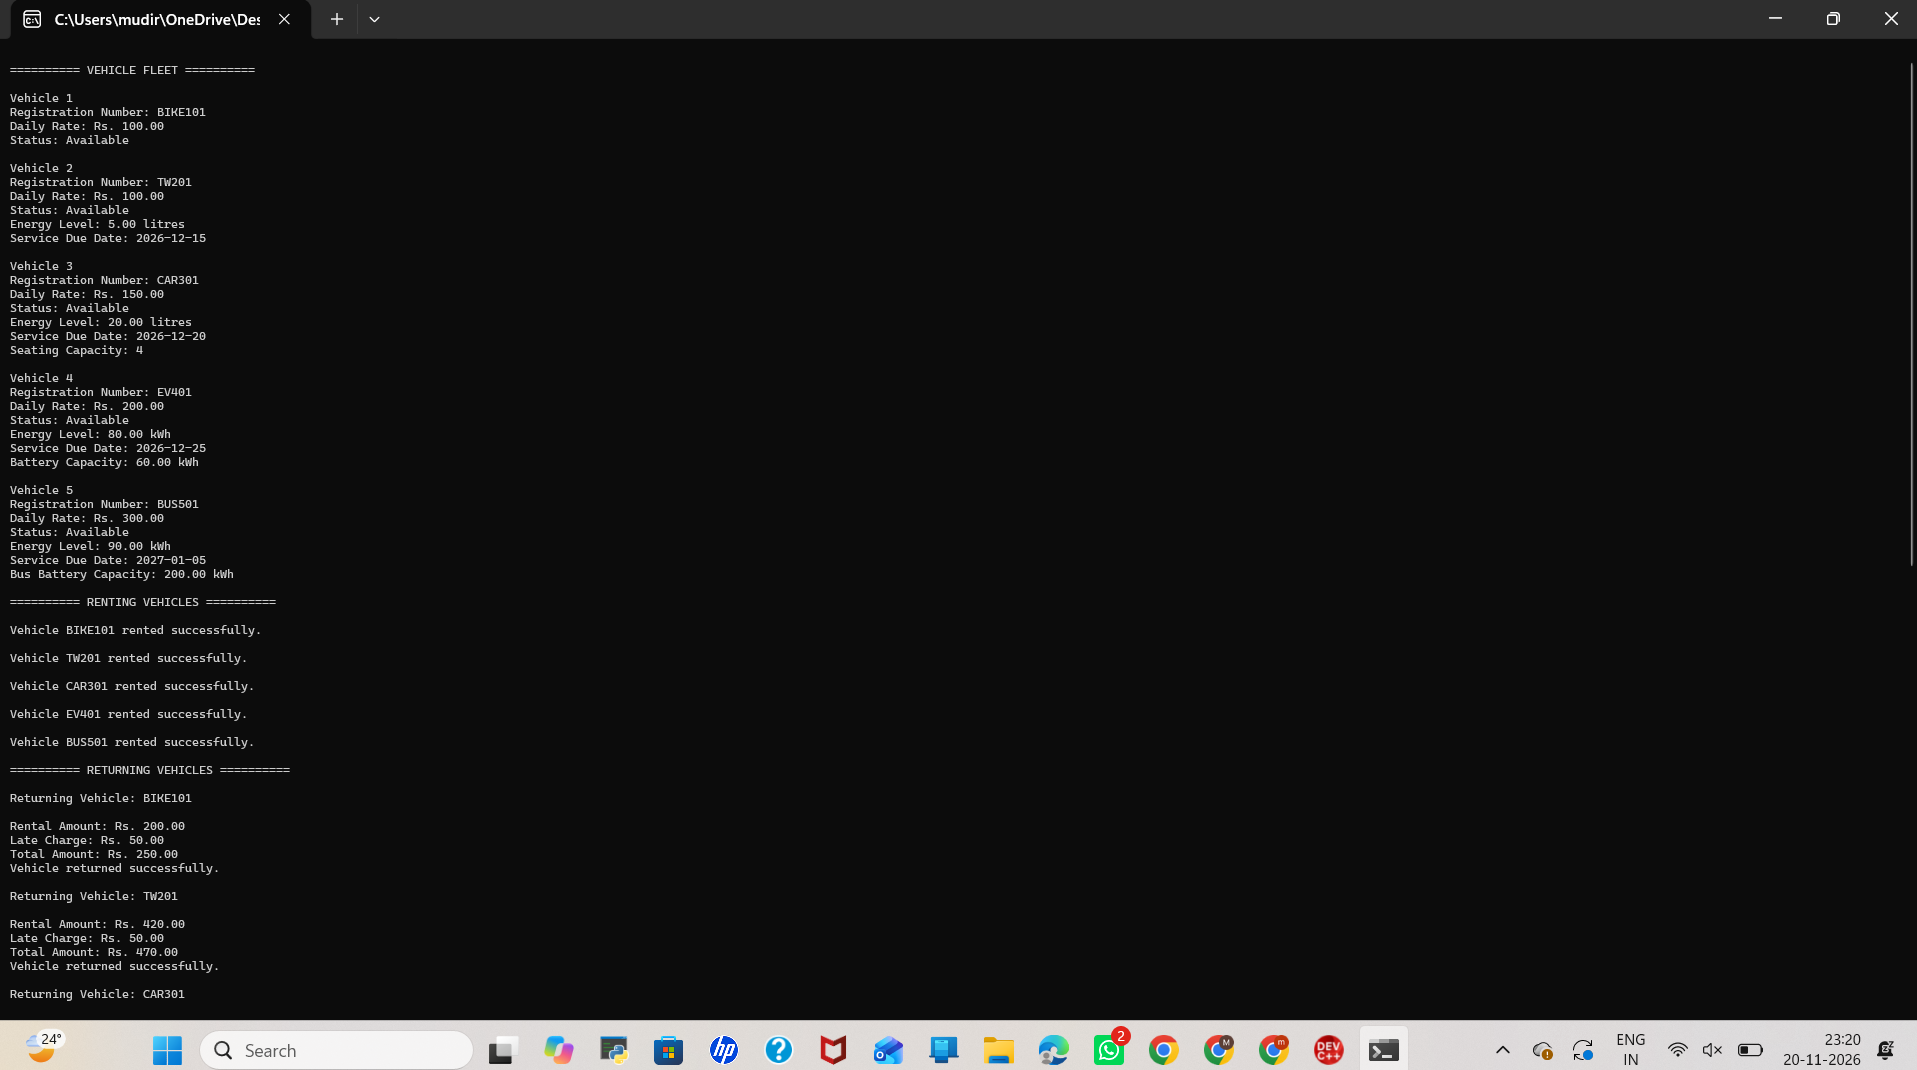 C:\Users\mudir\OneDrive\Des
========== VEHICLE FLEET ==========
Vehicle 1
Registration Number: BIKE101
Daily Rate: Rs. 100.00
Status: Available
Vehicle 2
Registration Number: TW201
Daily Rate: Rs. 100.00
Status: Available
Energy Level: 5.00 litres
Service Due Date: 2026-12-15
Vehicle 3
Registration Number: CAR301
Daily Rate: Rs. 150.00
Status: Available
Energy Level: 20.00 litres
Service Due Date: 2026-12-20
Seating Capacity: 4
Vehicle 4
Registration Number: EV401
Daily Rate: Rs. 200.00
Status: Available
Energy Level: 80.00 kWh
Service Due Date: 2026-12-25
Battery Capacity: 60.00 kWh
Vehicle 5
Registration Number: BUS501
Daily Rate: Rs. 300.00
Status: Available
Energy Level: 90.00 kWh
Service Due Date: 2027-01-05
Bus Battery Capacity: 200.00 kWh
========== RENTING VEHICLES ==========
Vehicle BIKE101 rented successfully.
Vehicle TW201 rented successfully.
Vehicle CAR301 rented successfully.
Vehicle EV401 rented successfully.
Vehicle BUS501 rented successfully.
========== RETURNING VEHICLES ==========
Returning Vehicle: BIKE101
Rental Amount: Rs. 200.00
Late Charge: Rs. 50.00
Total Amount: Rs. 250.00
Vehicle returned successfully.
Returning Vehicle: TW201
Rental Amount: Rs. 420.00
Late Charge: Rs. 50.00
Total Amount: Rs. 470.00
Vehicle returned successfully.
Returning Vehicle: CAR301
24°
Search
hp
2
M
m
DEV
C++
ENG
IN
23:20
20-11-2026